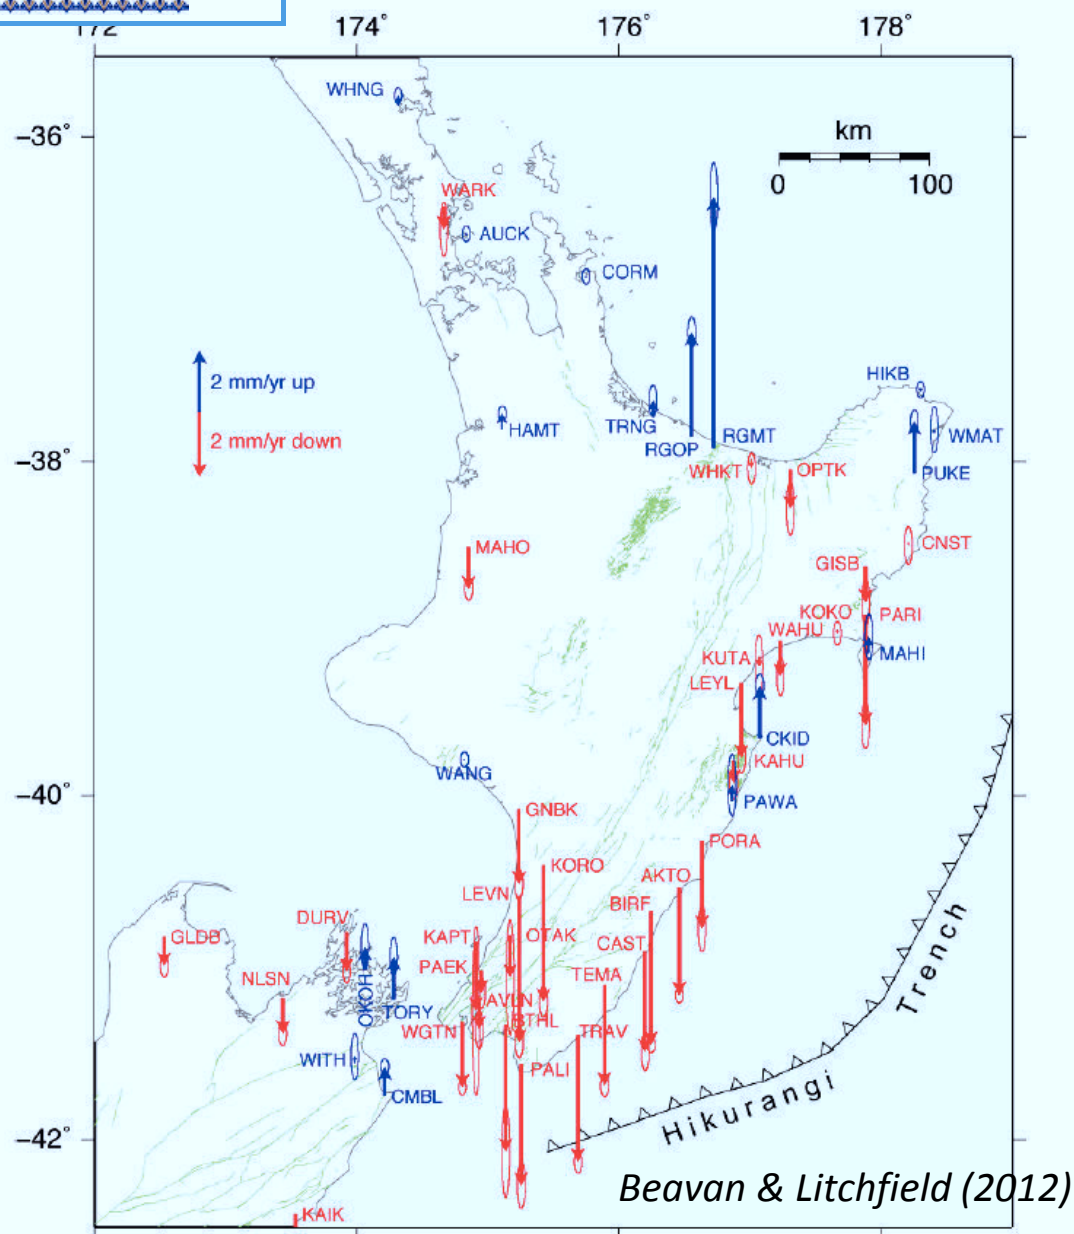 172
174°
176°
178°
WHNG
−36°
km
0
100
WARK
AUCK
CORM
HIKB
2 mm/yr up
2 mm/yr down
HAMT
TRNG
RGOP
RGMT
WMAT
−38°
WHKT
OPTK
PUKE
MAHO
CNST
GISB
KOKO
PARI
WAHU
KUTA
MAHI
LEYL
CKID
WANG
KAHU
−40°
PAWA
GNBK
PORA
KORO
AKTO
LEVN
BIRF
DURV
GLDB
KAPT
OTAK
CAST
PAEK
TEMA
NLSN
OKOH
TORY
AVLN
BTHL
WGTN
TRAV
WITH
PALI
CMBL
Trench
Hikurangi
−42°
Beavan & Litchfield (2012)
KAIK